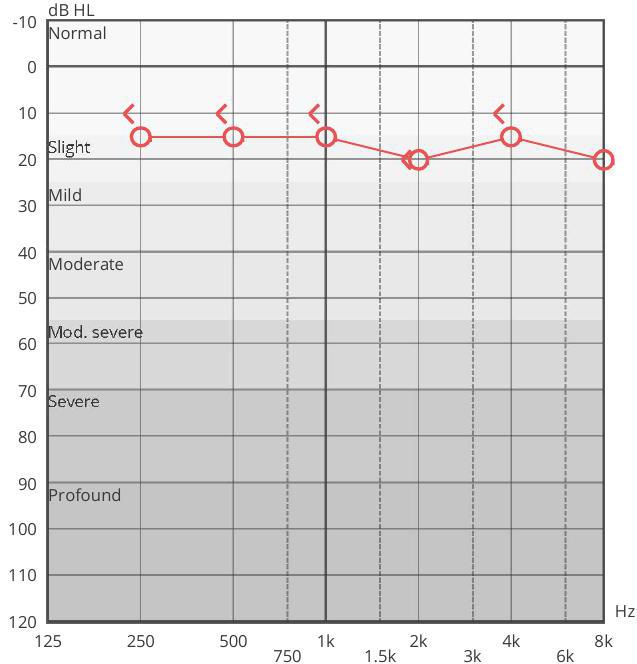 dB HL
-10
Normal
0
10
Slight
20
Mild
30
40
Moderate
50
Mod. severe
60
70
Severe
80
90
Profound
100
110
120
Hz
125 250 500 1k 2k 4k 8k
750 1.5k 3k 6k